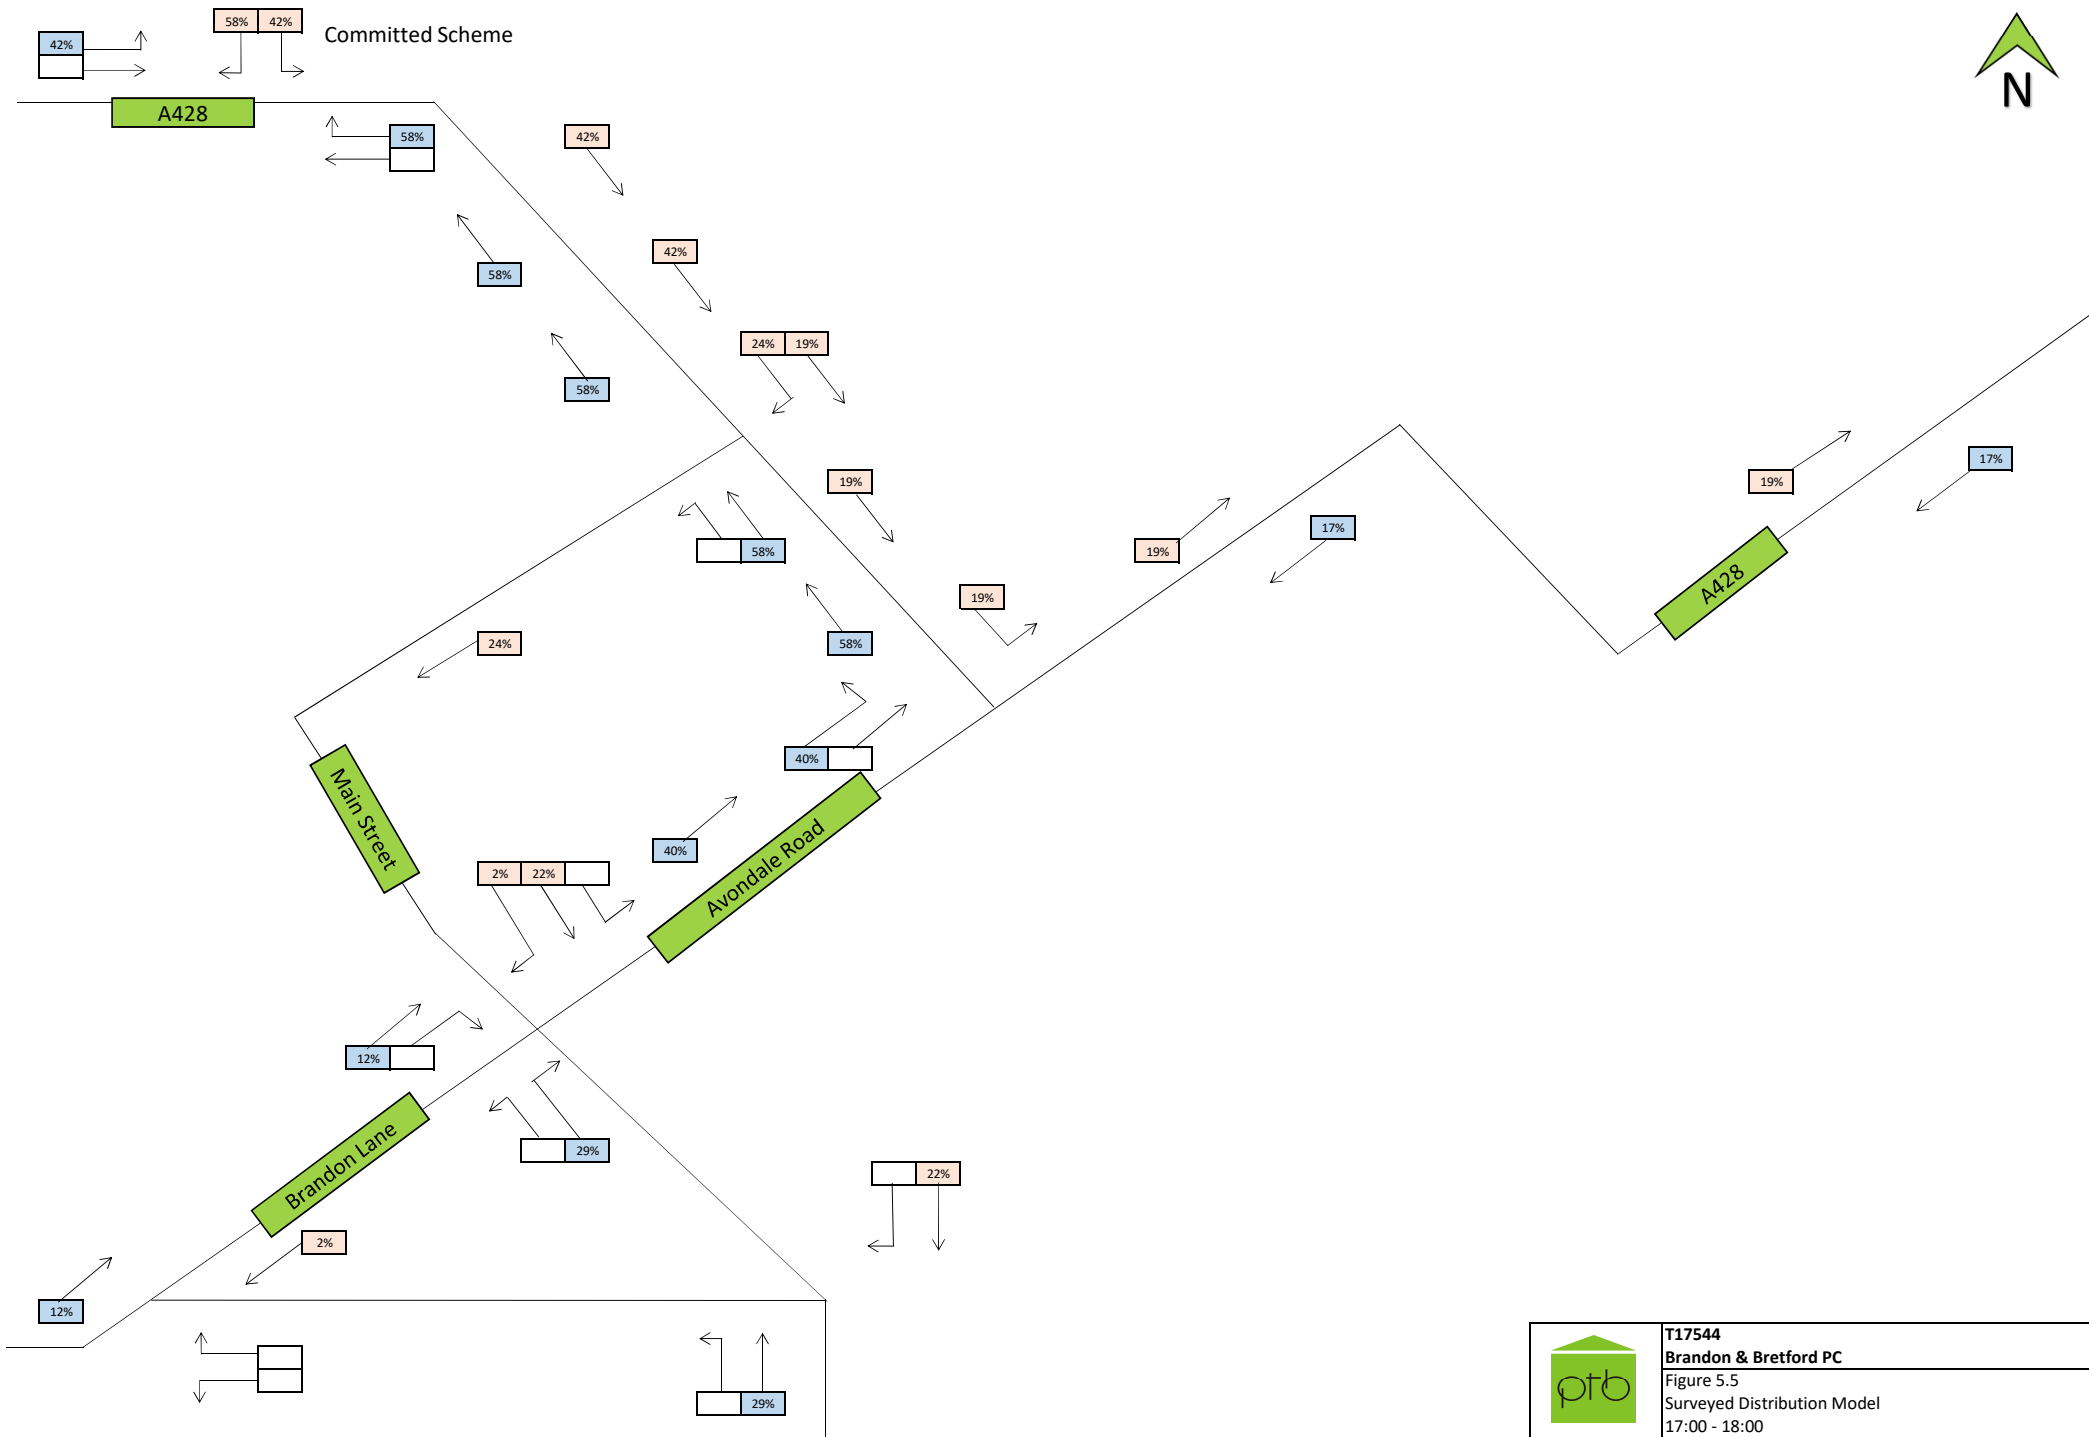 58% 42%
Committed Scheme
42%
N
A428
58%
42%
42%
58%
24% 19%
58%
17%
19%
19%
17%
58%
19%
A428
19%
24%
58%
40%
Main Street
40%
Avondale Road
2% 22%
12%
29%
Brandon Lane
22%
2%
12%
29%
ptb
T17544
Brandon & Bretford PC
Figure 5.5
Surveyed Distribution Model
17:00 - 18:00